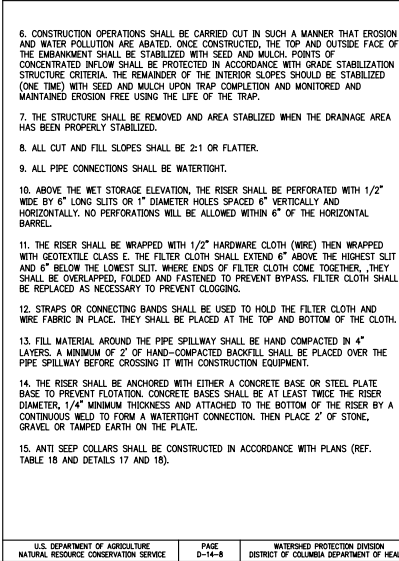 6. CONSTRUCTION OPERATIONS SHALL BE CARRIED CUT IN SUCH A MANNER THAT EROSION
AND WATER POLLUTION ARE ABATED. ONCE CONSTRUCTED, THE TOP AND OUTSIDE FACE OF
THE EMBANKMENT SHALL BE STABILIZED WITH SEED AND MULCH. POINTS OF
CONCENTRATED INFLOW SHALL BE PROTECTED IN ACCORDANCE WITH GRADE STABILIZATION
STRUCTURE CRITERIA. THE REMAINDER OF THE INTERIOR SLOPES SHOULD BE STABILIZED
(ONE TIME) WITH SEED AND MULCH UPON TRAP COMPLETION AND MONITORED AND
MAINTAINED EROSION FREE USING THE LIFE OF THE TRAP.
7. THE STRUCTURE SHALL BE REMOVED AND AREA STABLIZED WHEN THE DRAINAGE AREA
HAS BEEN PROPERLY STABILIZED.
8. ALL CUT AND FILL SLOPES SHALL BE 2:1 OR FLATTER.
9. ALL PIPE CONNECTIONS SHALL BE WATERTIGHT.
10. ABOVE THE WET STORAGE ELEVATION, THE RISER SHALL BE PERFORATED WITH 1/2"
WIDE BY 6" LONG SLITS OR 1" DIAMETER HOLES SPACED 6" VERTICALLY AND
HORIZONTALLY. NO PERFORATIONS WILL BE ALLOWED WITHIN 6" OF THE HORIZONTAL
BARREL.
11. THE RISER SHALL BE WRAPPED WITH 1/2" HARDWARE CLOTH (WIRE) THEN WRAPPED
WITH GEOTEXTILE CLASS E. THE FILTER CLOTH SHALL EXTEND 6" ABOVE THE HIGHEST SLIT
AND 6" BELOW THE LOWEST SLIT. WHERE ENDS OF FILTER CLOTH COME TOGETHER, ,THEY
SHALL BE OVERLAPPED, FOLDED AND FASTENED TO PREVENT BYPASS. FILTER CLOTH SHALL
BE REPLACED AS NECESSARY TO PREVENT CLOGGING.
12. STRAPS OR CONNECTING BANDS SHALL BE USED TO HOLD THE FILTER CLOTH AND
WIRE FABRIC IN PLACE. THEY SHALL BE PLACED AT THE TOP AND BOTTOM OF THE CLOTH.
13. FILL MATERIAL AROUND THE PIPE SPILLWAY SHALL BE HAND COMPACTED IN 4"
LAYERS. A MINIMUM OF 2' OF HAND-COMPACTED BACKFILL SHALL BE PLACED OVER THE
PIPE SPILLWAY BEFORE CROSSING IT WITH CONSTRUCTION EQUIPMENT.
14. THE RISER SHALL BE ANCHORED WITH EITHER A CONCRETE BASE OR STEEL PLATE
BASE TO PREVENT FLOTATION. CONCRETE BASES SHALL BE AT LEAST TWICE THE RISER
DIAMETER, 1/4" MINIMUM THICKNESS AND ATTACHED TO THE BOTTOM OF THE RISER BY A
CONTINUOUS WELD TO FORM A WATERTIGHT CONNECTION. THEN PLACE 2' OF STONE,
GRAVEL OR TAMPED EARTH ON THE PLATE.
15. ANTI SEEP COLLARS SHALL BE CONSTRUCTED IN ACCORDANCE WITH PLANS (REF.
TABLE 18 AND DETAILS 17 AND 18).
U.S. DEPARTMENT OF AGRICULTURE
NATURAL RESOURCE CONSERVATION SERVICE
PAGE
D-14-8
WATERSHED PROTECTION DIVISION
DISTRICT OF COLUMBIA DEPARTMENT OF HEAL